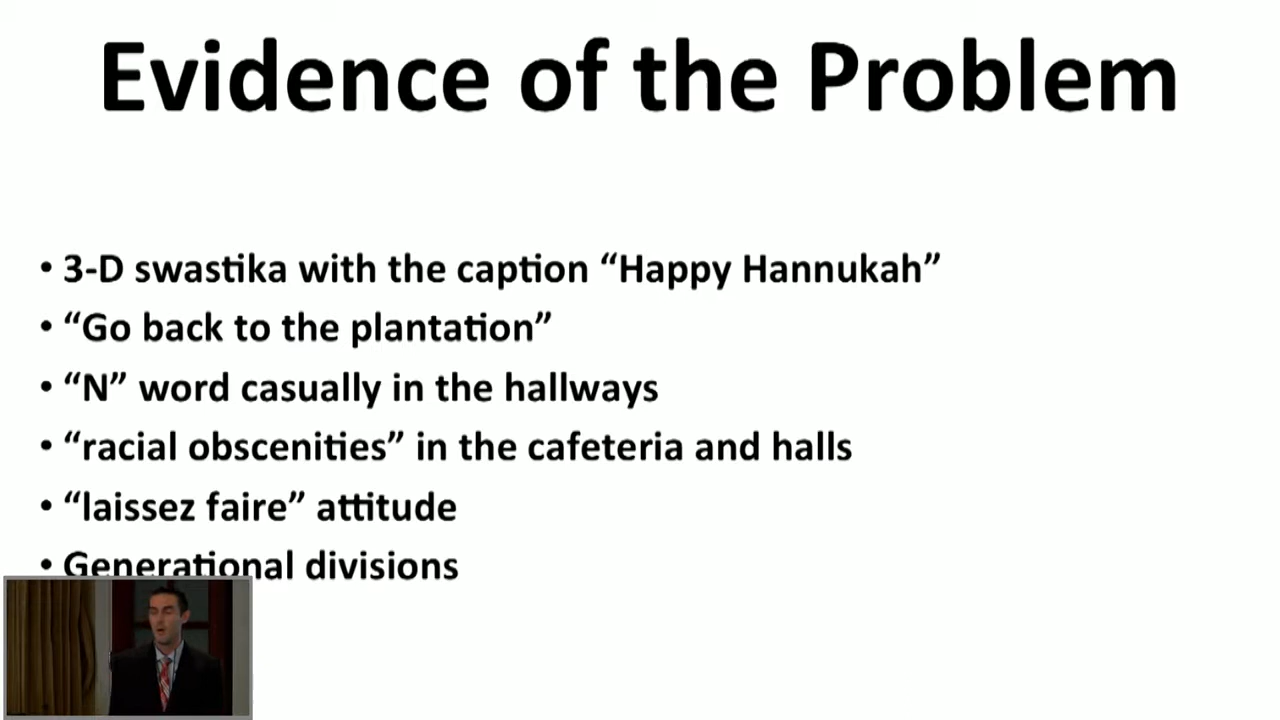 Evidence of the Problem
• 3-D swastika with the caption “Happy Hannukah”
• “Go back to the plantation”
• “N” word casually in the hallways
• “racial obscenities” in the cafeteria and halls
• “laissez faire” attitude
• Generational divisions